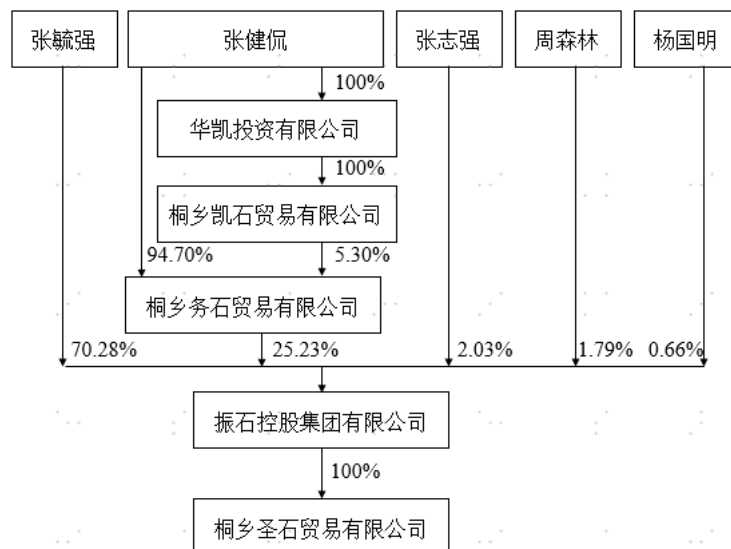 张毓强
张健侃
张志强
周森林
杨国明
100%
华凯投资有限公司
100%
桐乡凯石贸易有限公司
94.70%
5.30%
桐乡务石贸易有限公司
70.28%
25.23%
2.03%
1.79%
0.66%
振石控股集团有限公司
100%
桐乡圣石贸易有限公司